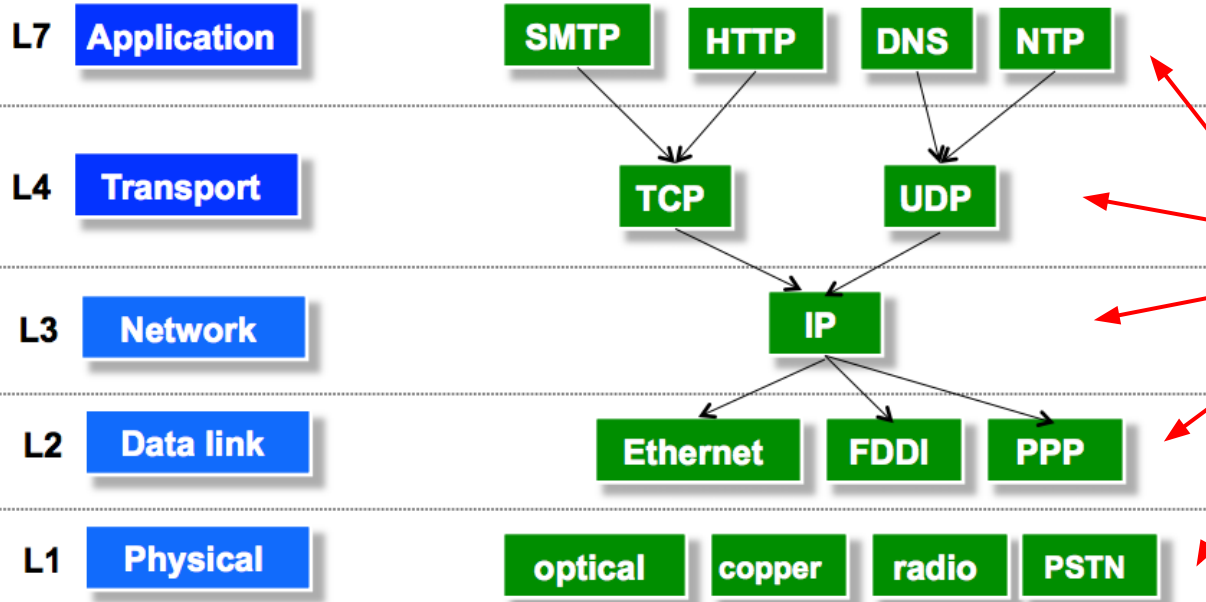 L7 Application SMTP HTTP DNS NTP
L4 Transport TCP UDP
L3 Network IP
L2 Data link Ethernet FDDI PPP
L1 Physical optical copper radio PSTN